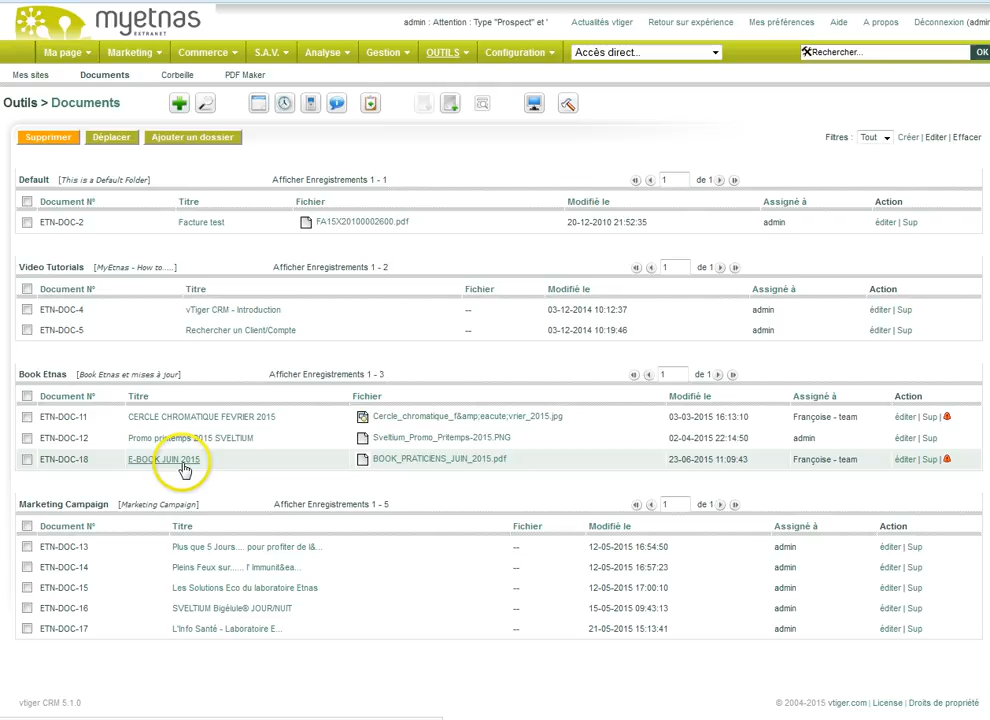 myetnas
EXTRANET
admin : Attention : Type "Prospect" et ' Actualités vtiger Retour sur expérience Mes préférences Aide A propos Déconnexion (admin
Ma page Marketing Commerce S.A.V. Analyse Gestion OUTILS Configuration Accès direct... Rechercher... OK
Mes sites Documents Corbeille PDF Maker
Outils > Documents
Supprimer Déplacer Ajouter un dossier Filtres : Tout Créer | Editer | Effacer
Default [This is a Default Folder] Afficher Enregistrements 1 - 1 1 de 1
Document N° Titre Fichier Modifié le Assigné à Action
ETN-DOC-2 Facture test FA15X20100002600.pdf 20-12-2010 21:52:35 admin éditer | Sup
Video Tutorials [MyEtnas - How to.....] Afficher Enregistrements 1 - 2 1 de 1
Document N° Titre Fichier Modifié le Assigné à Action
ETN-DOC-4 vTiger CRM - Introduction -- 03-12-2014 10:12:37 admin éditer | Sup
ETN-DOC-5 Rechercher un Client/Compte -- 03-12-2014 10:19:46 admin éditer | Sup
Book Etnas [Book Etnas et mises à jour] Afficher Enregistrements 1 - 3 1 de 1
Document N° Titre Fichier Modifié le Assigné à Action
ETN-DOC-11 CERCLE CHROMATIQUE FEVRIER 2015 Cercle_chromatique_f&amp;eacute;vrier_2015.jpg 03-03-2015 16:13:10 Françoise - team éditer | Sup |
ETN-DOC-12 Promo printemps 2015 SVELTIUM Sveltium_Promo_Pritemps-2015.PNG 02-04-2015 22:14:50 admin éditer | Sup
ETN-DOC-18 E-BOOK JUIN 2015 BOOK_PRATICIENS_JUIN_2015.pdf 23-06-2015 11:09:43 Françoise - team éditer | Sup |
Marketing Campaign [Marketing Campaign] Afficher Enregistrements 1 - 5 1 de 1
Document N° Titre Fichier Modifié le Assigné à Action
ETN-DOC-13 Plus que 5 Jours.... pour profiter de l&... -- 12-05-2015 16:54:50 admin éditer | Sup
ETN-DOC-14 Pleins Feux sur...... l' Immunit&ea... -- 12-05-2015 16:57:23 admin éditer | Sup
ETN-DOC-15 Les Solutions Eco du laboratoire Etnas -- 12-05-2015 17:00:10 admin éditer | Sup
ETN-DOC-16 SVELTIUM Bigélule® JOUR/NUIT -- 15-05-2015 09:43:13 admin éditer | Sup
ETN-DOC-17 L'Info Santé - Laboratoire E... -- 21-05-2015 15:13:41 admin éditer | Sup
vtiger CRM 5.1.0 © 2004-2015 vtiger.com | License | Droits de propriété